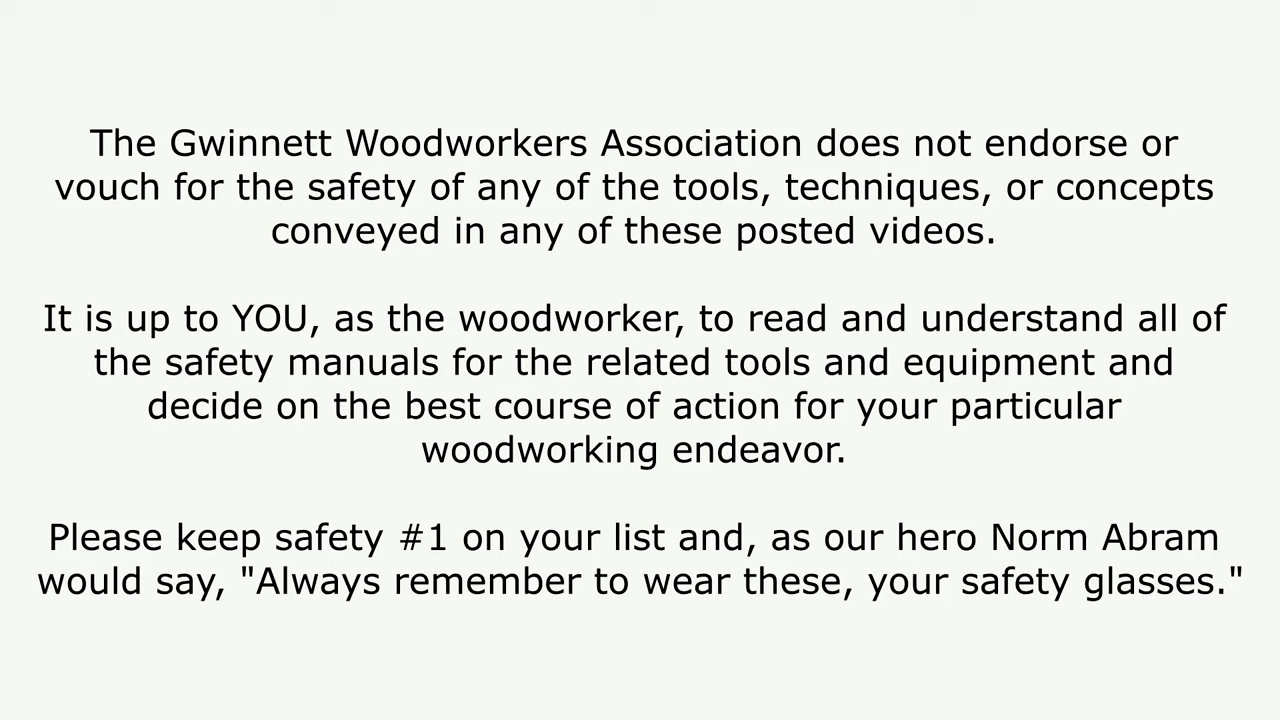 The Gwinnett Woodworkers Association does not endorse or
vouch for the safety of any of the tools, techniques, or concepts
conveyed in any of these posted videos.
It is up to YOU, as the woodworker, to read and understand all of
the safety manuals for the related tools and equipment and
decide on the best course of action for your particular
woodworking endeavor.
Please keep safety #1 on your list and, as our hero Norm Abram
would say, "Always remember to wear these, your safety glasses."